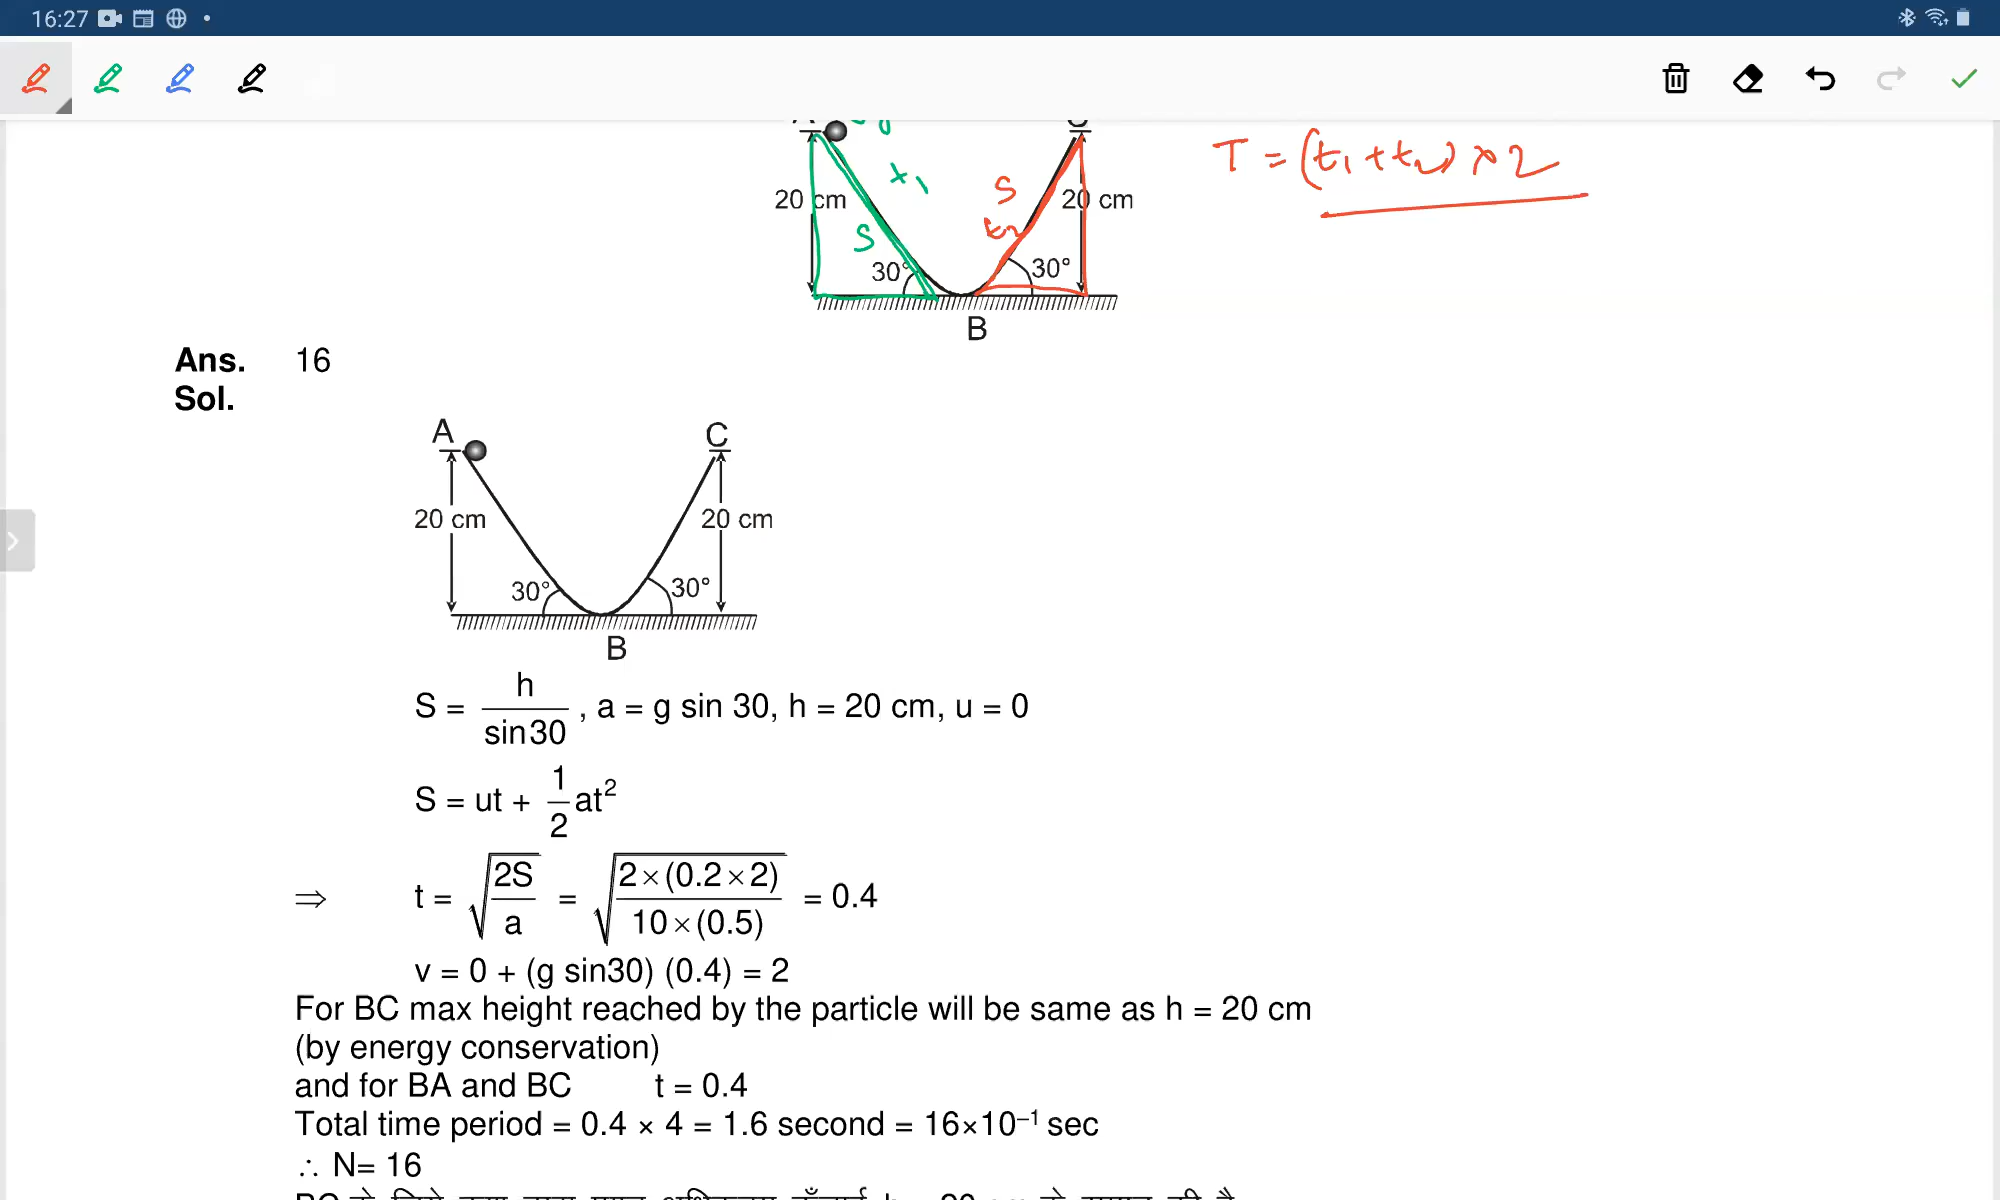 16:27
T = (t₁ + t₂) × 2
x₁
S
20 cm
S
t₂
20 cm
30°
30°
B
Ans. 16
Sol.
A
C
20 cm
20 cm
30°
30°
B
S = h/sin30 , a = g sin 30, h = 20 cm, u = 0
S = ut + 1/2 at²
⇒ t = √(2S/a) = √(2×(0.2×2)/10×(0.5)) = 0.4
v = 0 + (g sin30) (0.4) = 2
For BC max height reached by the particle will be same as h = 20 cm
(by energy conservation)
and for BA and BC t = 0.4
Total time period = 0.4 × 4 = 1.6 second = 16×10⁻¹ sec
∴ N= 16